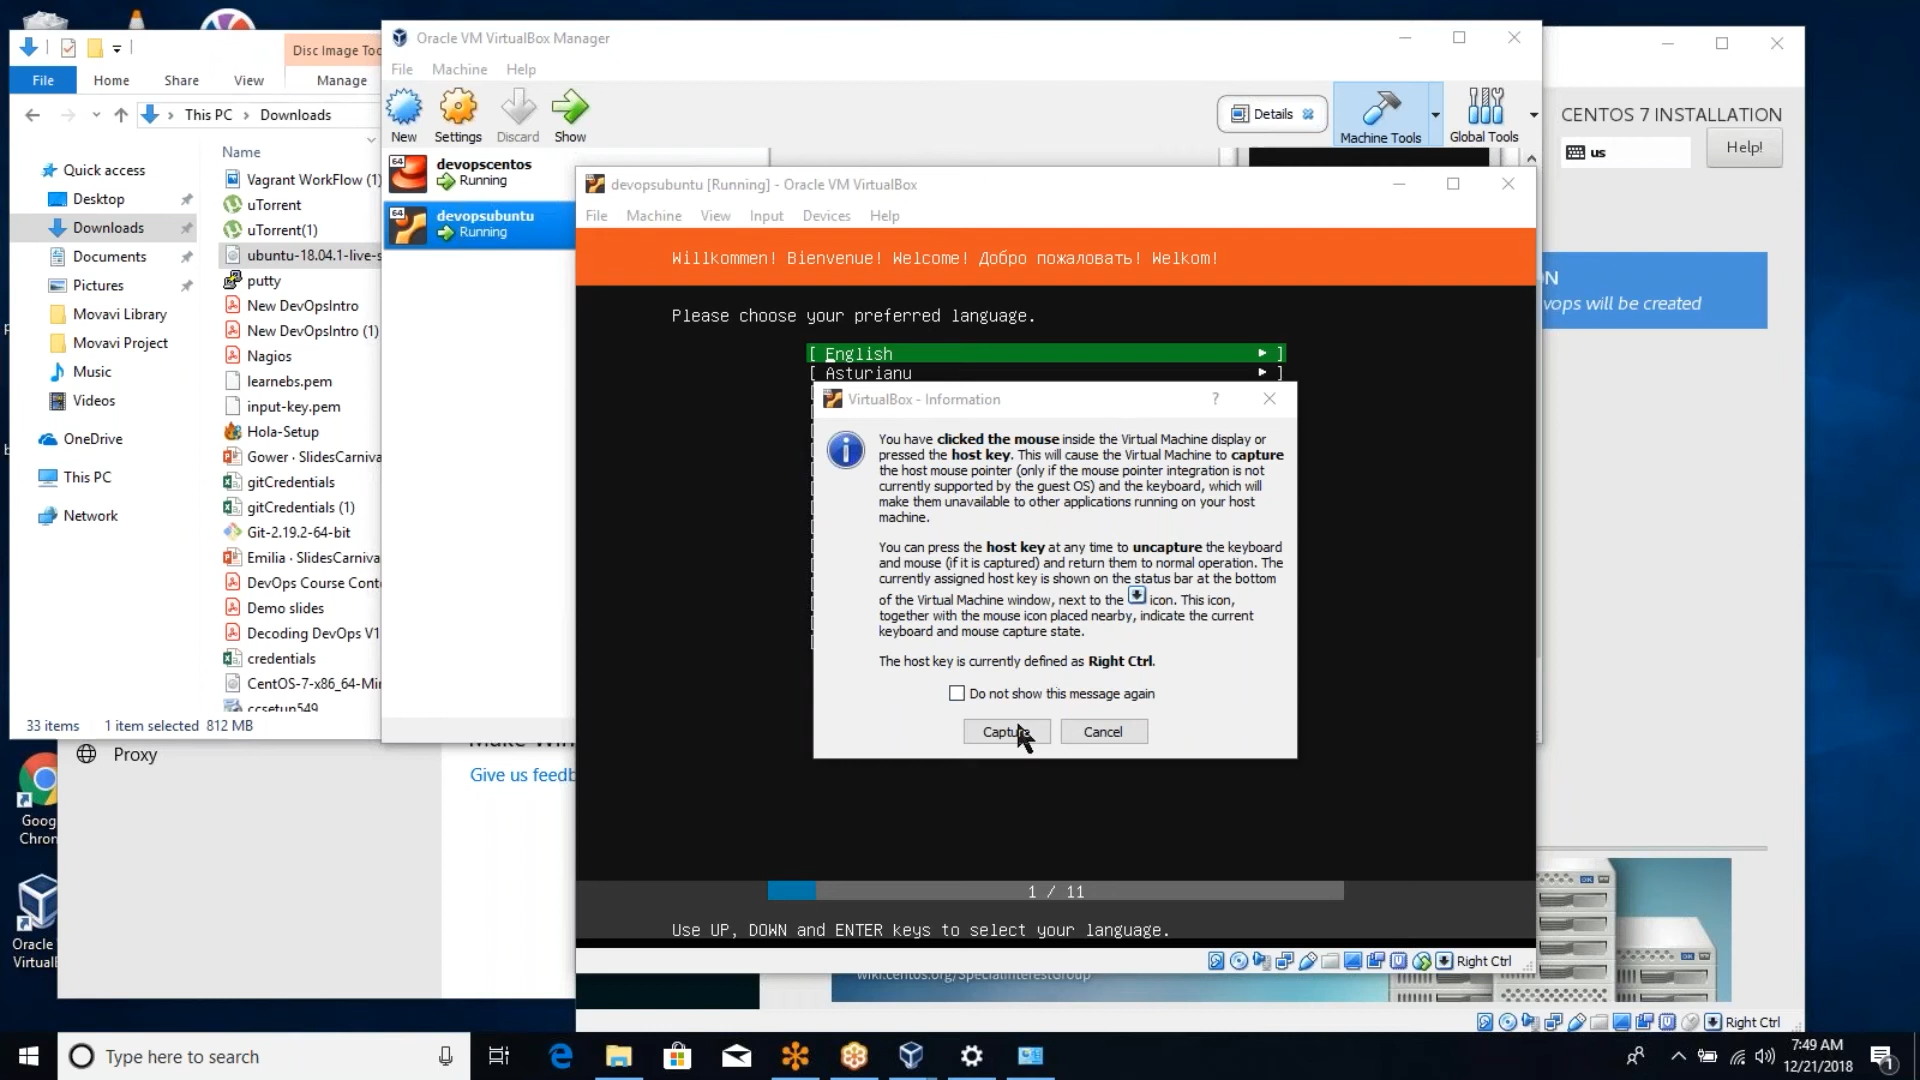 Disc Image Too
File
Home
Share
View
Manage
This PC
Downloads
Name
Quick access
Desktop
Downloads
Documents
Pictures
Movavi Library
Movavi Project
Music
Videos
OneDrive
This PC
Network
Vagrant WorkFlow (1)
uTorrent
uTorrent(1)
ubuntu-18.04.1-live-s
putty
New DevOpsIntro
New DevOpsIntro (1)
Nagios
learnebs.pem
input-key.pem
Hola-Setup
Gower · SlidesCarniva
gitCredentials
gitCredentials (1)
Git-2.19.2-64-bit
Emilia · SlidesCarniva
DevOps Course Cont
Demo slides
Decoding DevOps V1
credentials
CentOS-7-x86_64-Mi
ccsetup549
33 items
1 item selected 812 MB
Oracle VM VirtualBox Manager
File
Machine
Help
New
Settings
Discard
Show
Details
Machine Tools
Global Tools
64
devopscentos
Running
64
devopsubuntu
Running
devopsubuntu [Running] - Oracle VM VirtualBox
File
Machine
View
Input
Devices
Help
Willkommen! Bienvenue! Welcome! Добро пожаловать! Welkom!
Please choose your preferred language.
[ English ► ]
[ Asturianu ► ]
VirtualBox - Information
?
You have clicked the mouse inside the Virtual Machine display or
pressed the host key. This will cause the Virtual Machine to capture
the host mouse pointer (only if the mouse pointer integration is not
currently supported by the guest OS) and the keyboard, which will
make them unavailable to other applications running on your host
machine.
You can press the host key at any time to uncapture the keyboard
and mouse (if it is captured) and return them to normal operation. The
currently assigned host key is shown on the status bar at the bottom
of the Virtual Machine window, next to the icon. This icon,
together with the mouse icon placed nearby, indicate the current
keyboard and mouse capture state.
The host key is currently defined as Right Ctrl.
Do not show this message again
Capture
Cancel
1 / 11
Use UP, DOWN and ENTER keys to select your language.
Right Ctrl
CENTOS 7 INSTALLATION
us
Help!
ON
vops will be created
wiki.centos.org/SpecialInterestGroup
Right Ctrl
Proxy
Give us feedb
Goog
Chron
Oracle
Virtuall
Type here to search
7:49 AM
12/21/2018
1